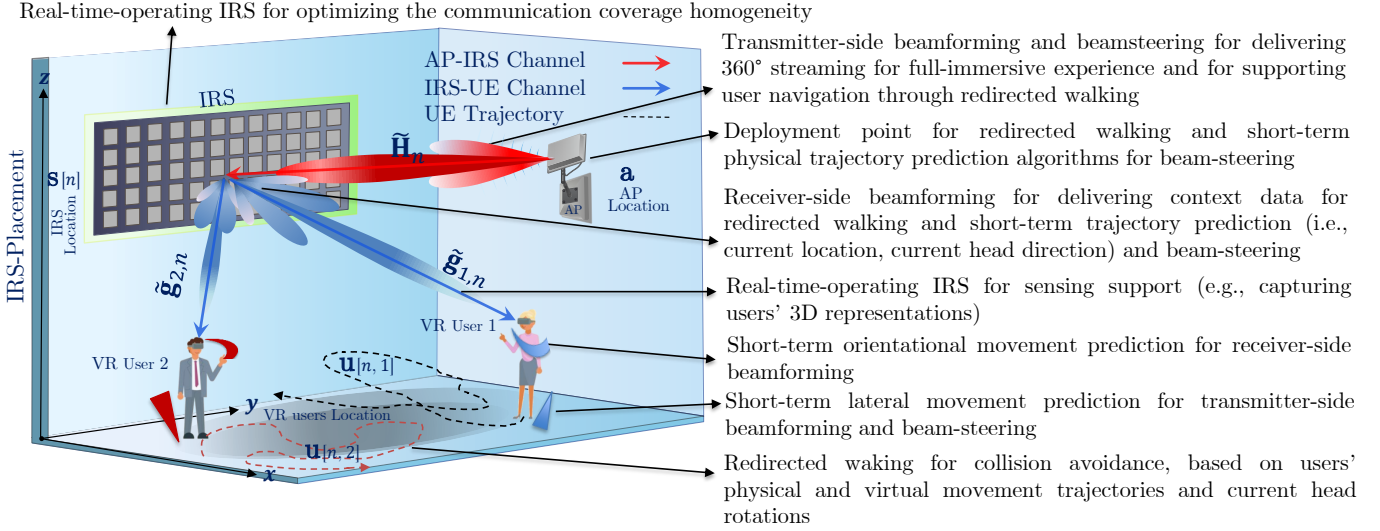 Real-time-operating IRS for optimizing the communication coverage homogeneity
z
IRS
AP-IRS Channel
IRS-UE Channel
UE Trajectory
H̃n
a
AP
Location
AP
IRS-Placement
s[n]
IRS
Location
g̃2,n
g̃1,n
VR User 1
VR User 2
u[n, 1]
y
VR users Location
u[n, 2]
x
Transmitter-side beamforming and beamsteering for delivering
360° streaming for full-immersive experience and for supporting
user navigation through redirected walking
Deployment point for redirected walking and short-term
physical trajectory prediction algorithms for beam-steering
Receiver-side beamforming for delivering context data for
redirected walking and short-term trajectory prediction (i.e.,
current location, current head direction) and beam-steering
Real-time-operating IRS for sensing support (e.g., capturing
users' 3D representations)
Short-term orientational movement prediction for receiver-side
beamforming
Short-term lateral movement prediction for transmitter-side
beamforming and beam-steering
Redirected waking for collision avoidance, based on users'
physical and virtual movement trajectories and current head
rotations